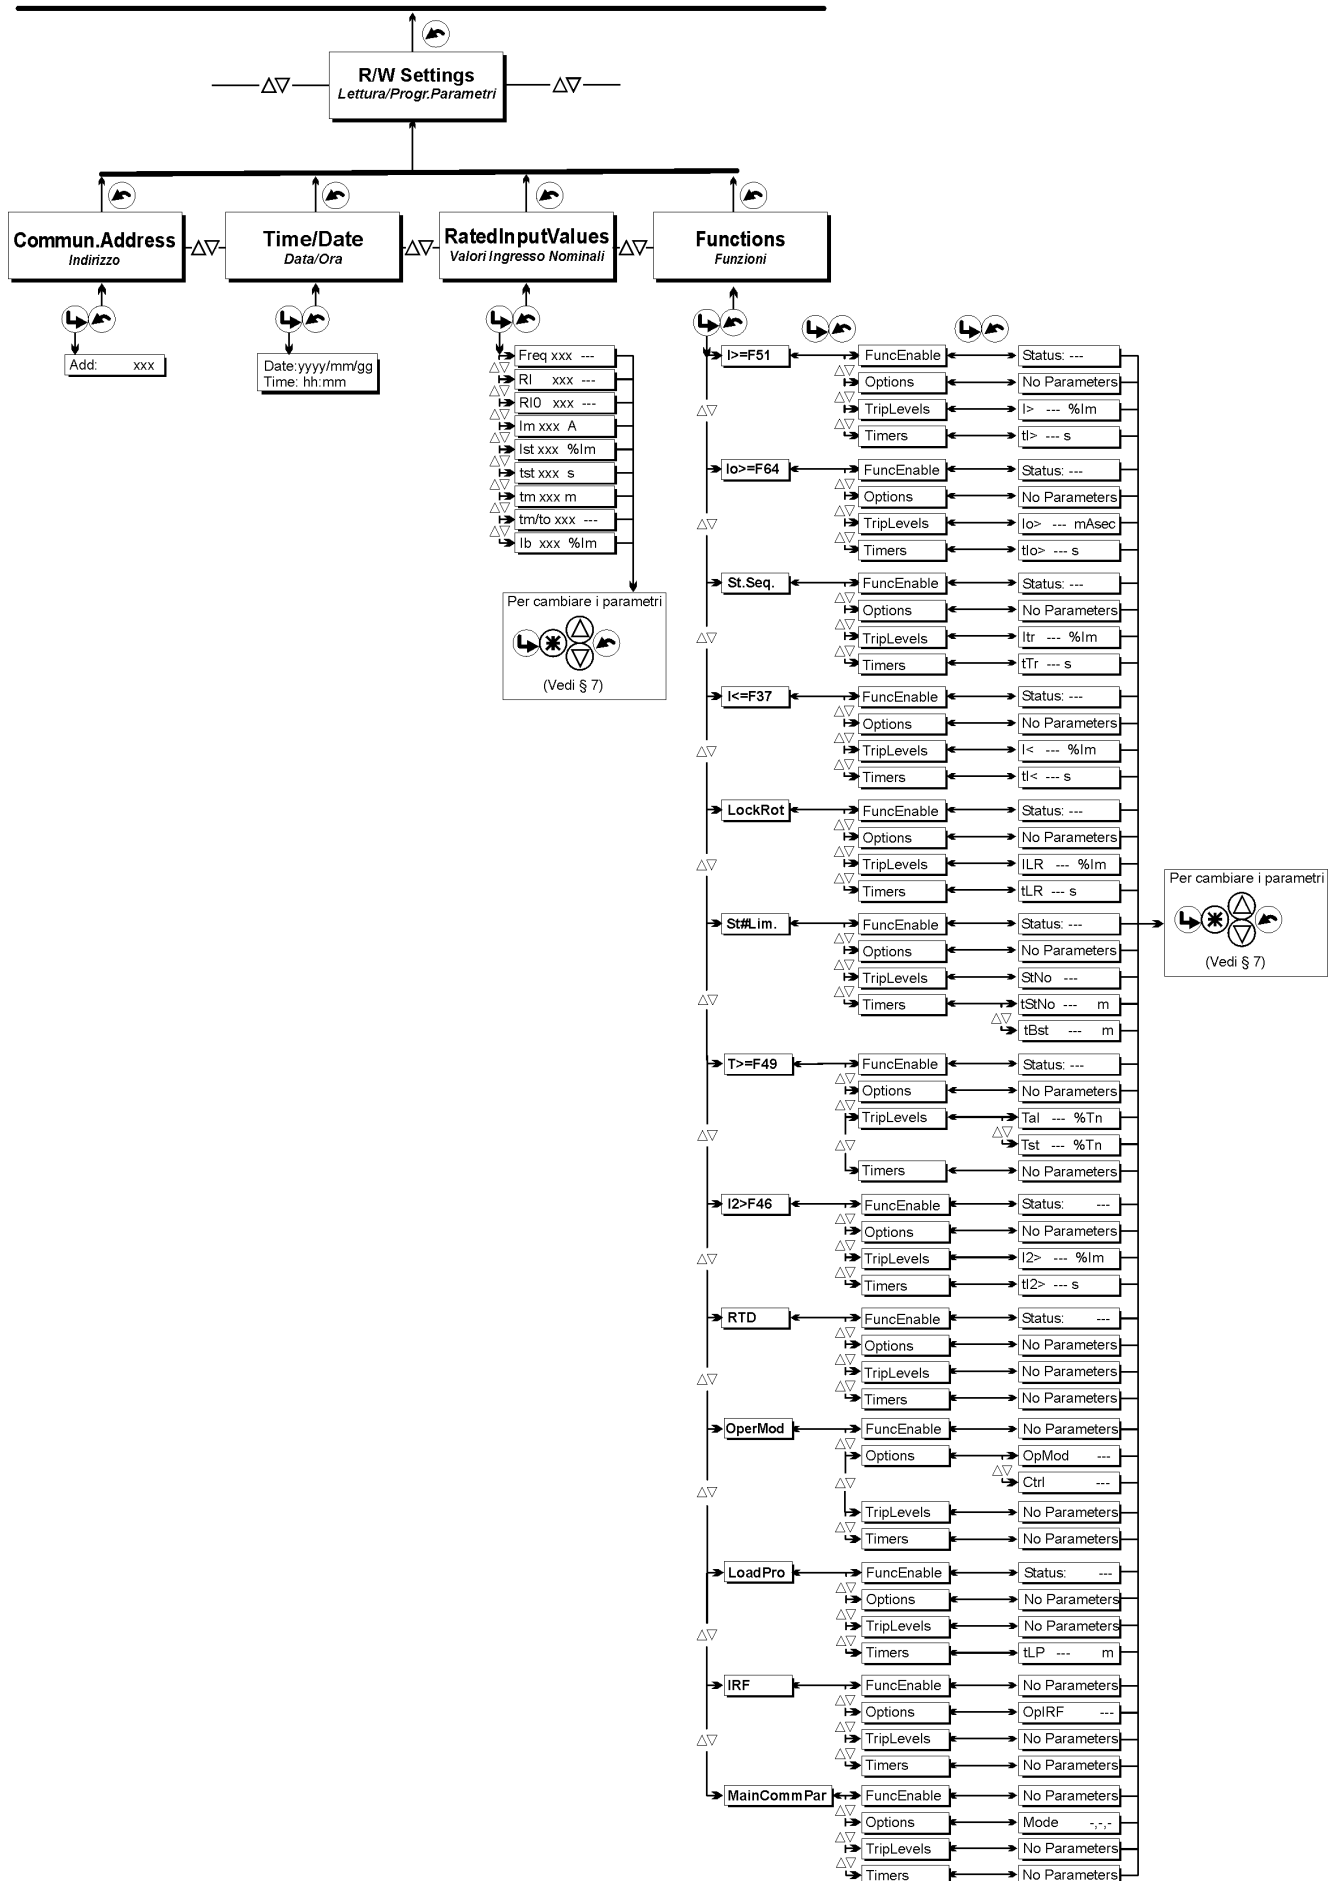 R/W Settings
Lettura/Progr.Parametri
Commun.Address
Indirizzo
Time/Date
Data/Ora
RatedInputValues
Valori Ingresso Nominali
Functions
Funzioni
Add: xxx
Date:yyyy/mm/gg
Time: hh:mm
Freq xxx ---
RI xxx ---
RI0 xxx ---
Im xxx A
Ist xxx %Im
tst xxx s
tm xxx m
tm/to xxx ---
Ib xxx %Im
Per cambiare i parametri
(Vedi § 7)
I>=F51
FuncEnable
Status: ---
Options
No Parameters
TripLevels
I> --- %Im
Timers
tI> --- s
Io>=F64
FuncEnable
Status: ---
Options
No Parameters
TripLevels
Io> --- mAsec
Timers
tIo> --- s
St.Seq.
FuncEnable
Status: ---
Options
No Parameters
TripLevels
Itr --- %Im
Timers
tTr --- s
I<=F37
FuncEnable
Status: ---
Options
No Parameters
TripLevels
I< --- %Im
Timers
tI< --- s
LockRot
FuncEnable
Status: ---
Options
No Parameters
TripLevels
ILR --- %Im
Timers
tLR --- s
St#Lim.
FuncEnable
Status: ---
Options
No Parameters
TripLevels
StNo ---
Timers
tStNo --- m
tBst --- m
Per cambiare i parametri
(Vedi § 7)
T>=F49
FuncEnable
Status: ---
Options
No Parameters
TripLevels
Tal --- %Tn
Tst --- %Tn
Timers
No Parameters
I2>F46
FuncEnable
Status: ---
Options
No Parameters
TripLevels
I2> --- %Im
Timers
tI2> --- s
RTD
FuncEnable
Status: ---
Options
No Parameters
TripLevels
No Parameters
Timers
No Parameters
OperMod
FuncEnable
No Parameters
Options
OpMod ---
Ctrl ---
TripLevels
No Parameters
Timers
No Parameters
LoadPro
FuncEnable
Status: ---
Options
No Parameters
TripLevels
No Parameters
Timers
tLP --- m
IRF
FuncEnable
No Parameters
Options
OpIRF ---
TripLevels
No Parameters
Timers
No Parameters
MainCommPar
FuncEnable
No Parameters
Options
Mode -,-,-
TripLevels
No Parameters
Timers
No Parameters